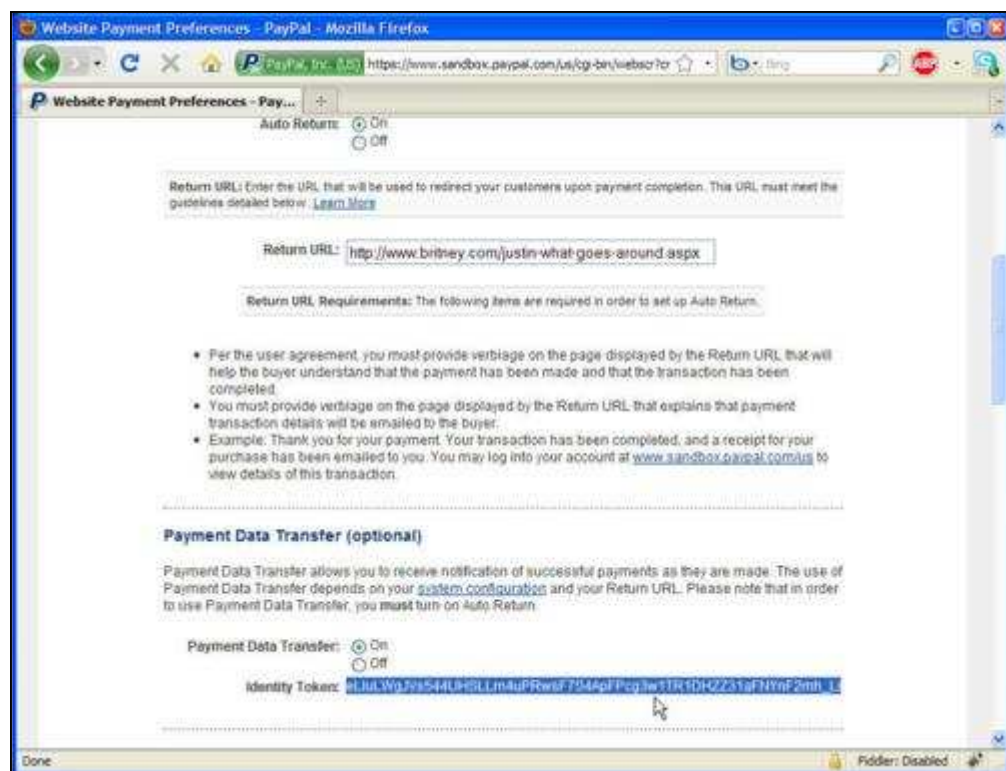 Website Payment Preferences - PayPal - Mozilla Firefox
PayPal, Inc. (US) https://www.sandbox.paypal.com/us/cgi-bin/webscr?cr
Bing
Website Payment Preferences - Pay...
Auto Return: On
Off
Return URL: Enter the URL that will be used to redirect your customers upon payment completion. This URL must meet the
guidelines detailed below. Learn More
Return URL: http://www.britney.com/justin-what-goes-around.aspx
Return URL Requirements: The following items are required in order to set up Auto Return.
• Per the user agreement, you must provide verbiage on the page displayed by the Return URL that will
help the buyer understand that the payment has been made and that the transaction has been
completed.
• You must provide verbiage on the page displayed by the Return URL that explains that payment
transaction details will be emailed to the buyer.
• Example: Thank you for your payment. Your transaction has been completed, and a receipt for your
purchase has been emailed to you. You may log into your account at www.sandbox.paypal.com/us to
view details of this transaction.
Payment Data Transfer (optional)
Payment Data Transfer allows you to receive notification of successful payments as they are made. The use of
Payment Data Transfer depends on your system configuration and your Return URL. Please note that in order
to use Payment Data Transfer, you must turn on Auto Return.
Payment Data Transfer: On
Off
Identity Token:
Done
Fiddler: Disabled